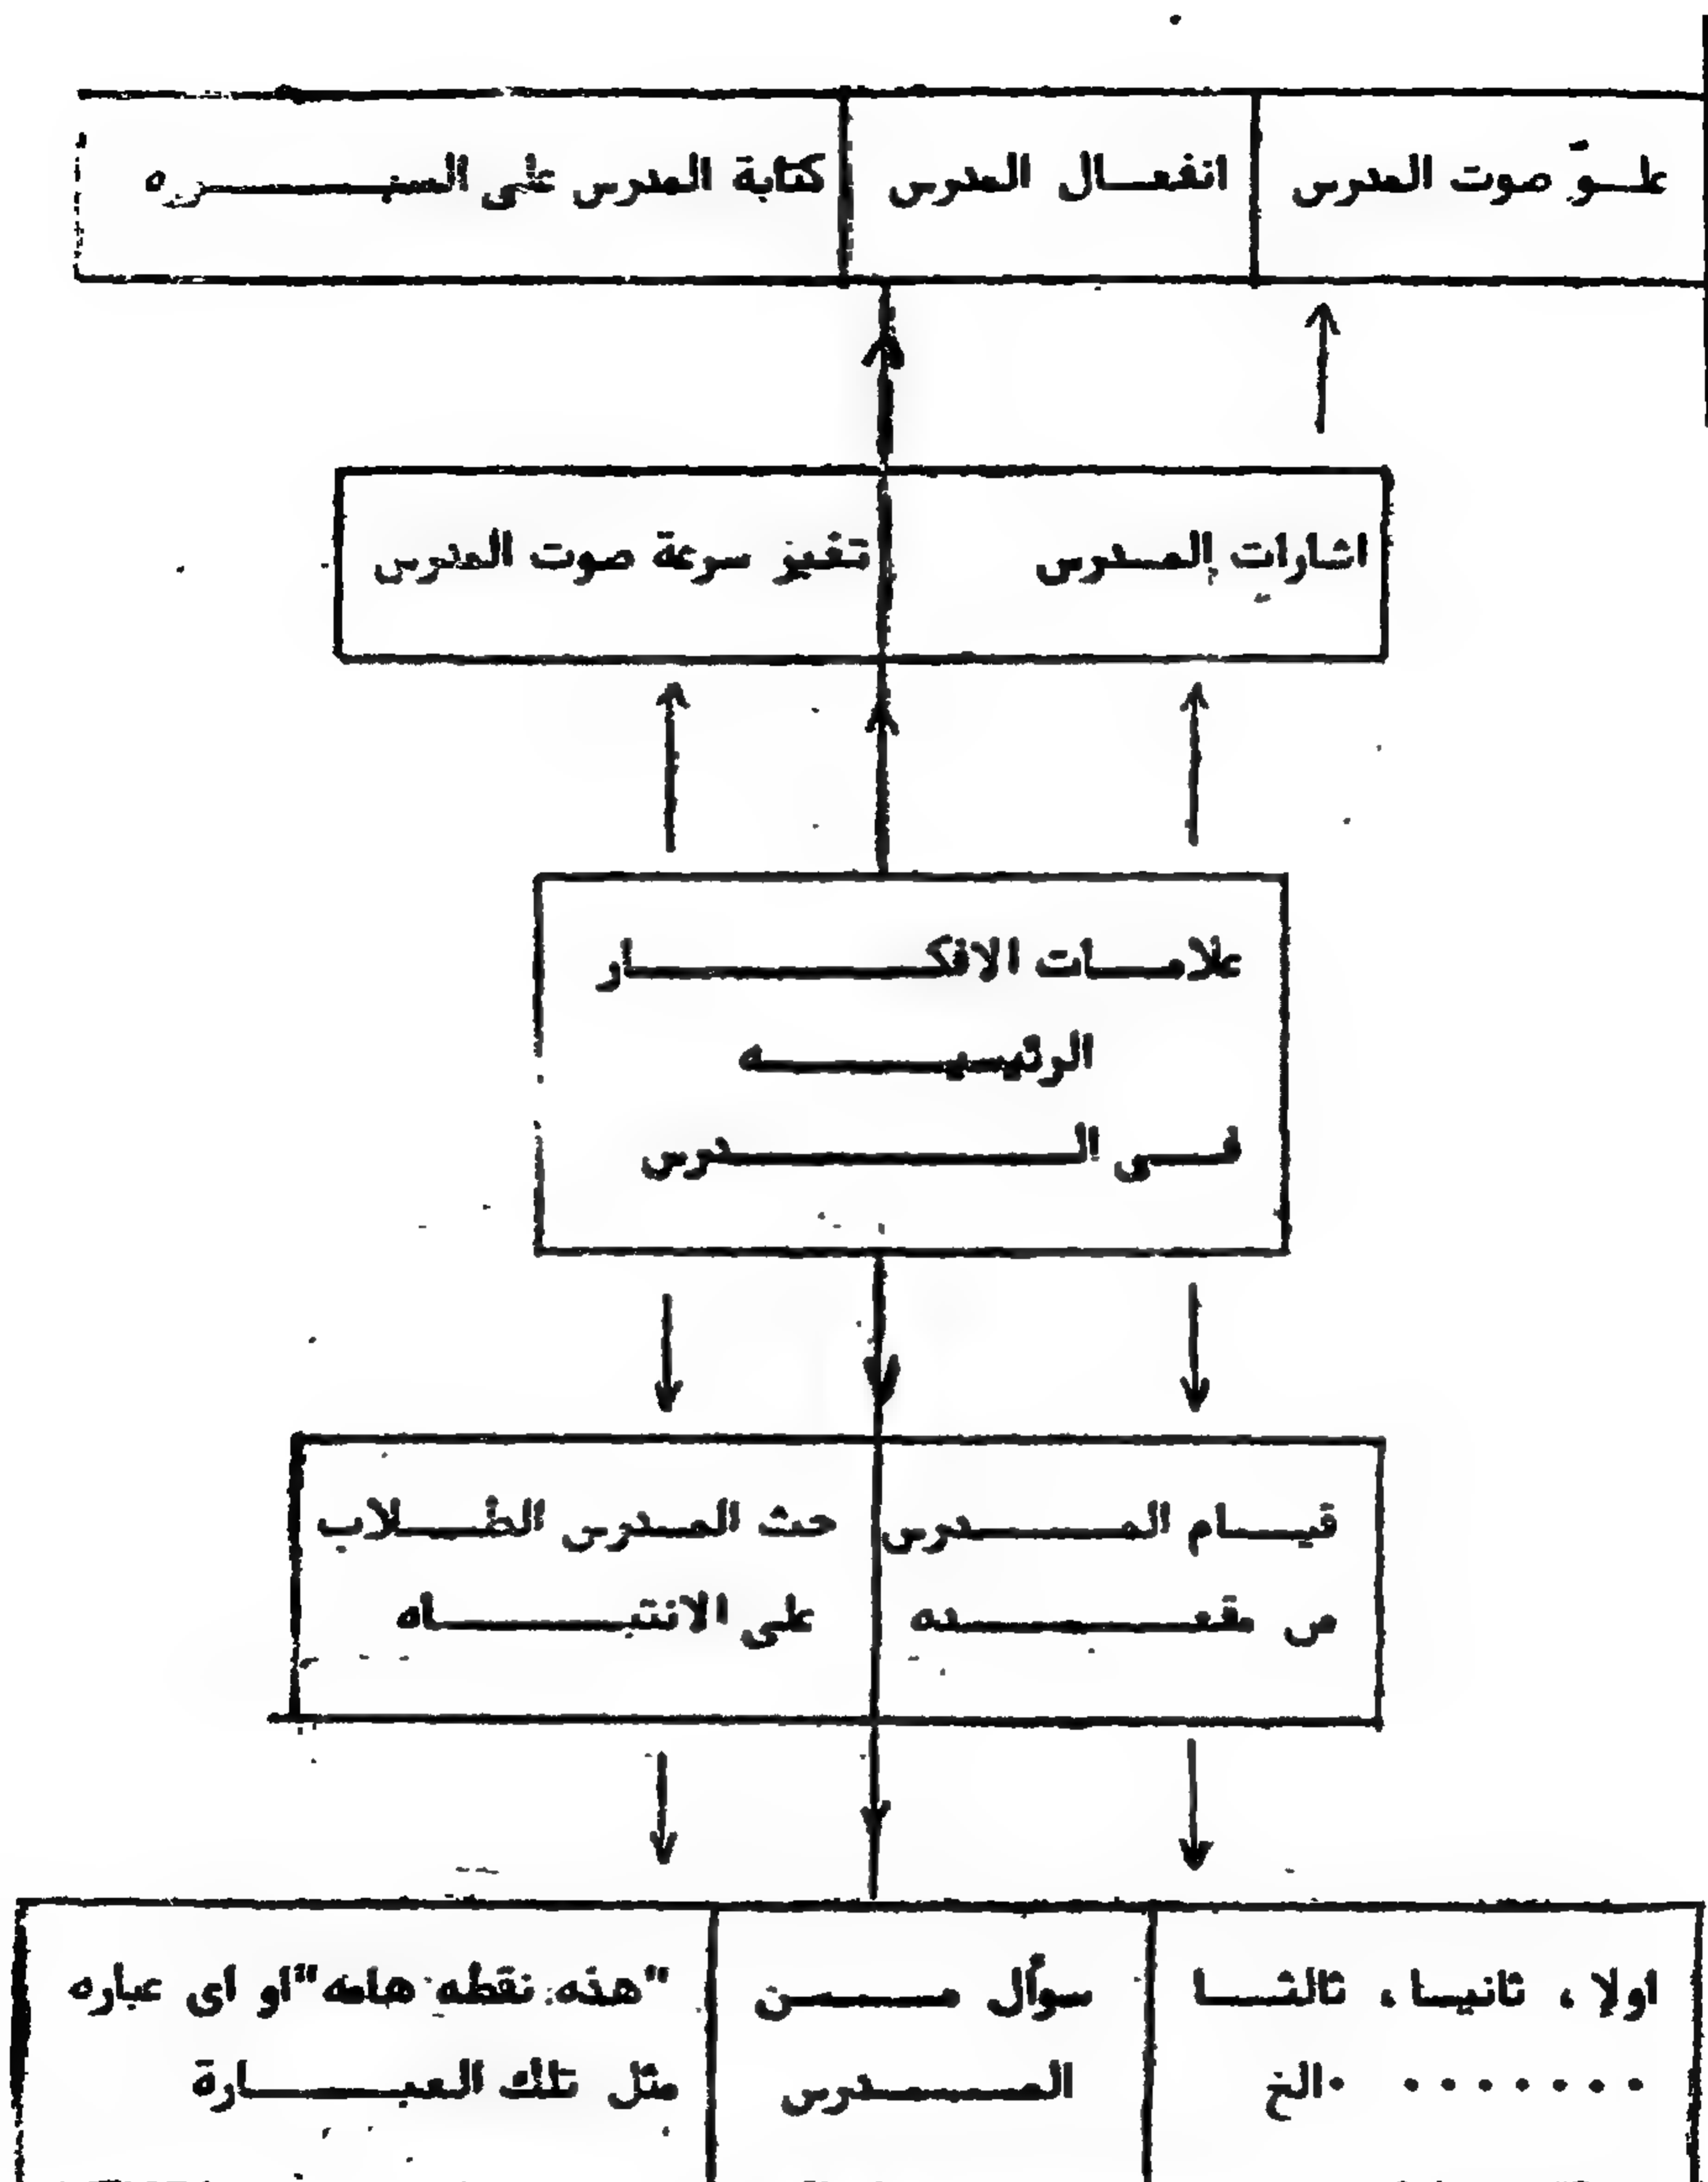 علو صوت المدرس
انفعال المدرس
كتابة المدرس على السبوره
اشارات المدرس
تغير سرعة صوت المدرس
علامات الافكار
الرئيسيه
فى الدرس
قيام المدرس
من مقعده
حث المدرس الطلاب
على الانتباه
اولا ، ثانيا ، ثالثا
....... .الخ
سوأل من
المدرس
"هذه نقطه هامه" او اى عباره
مثل تلك العبارة